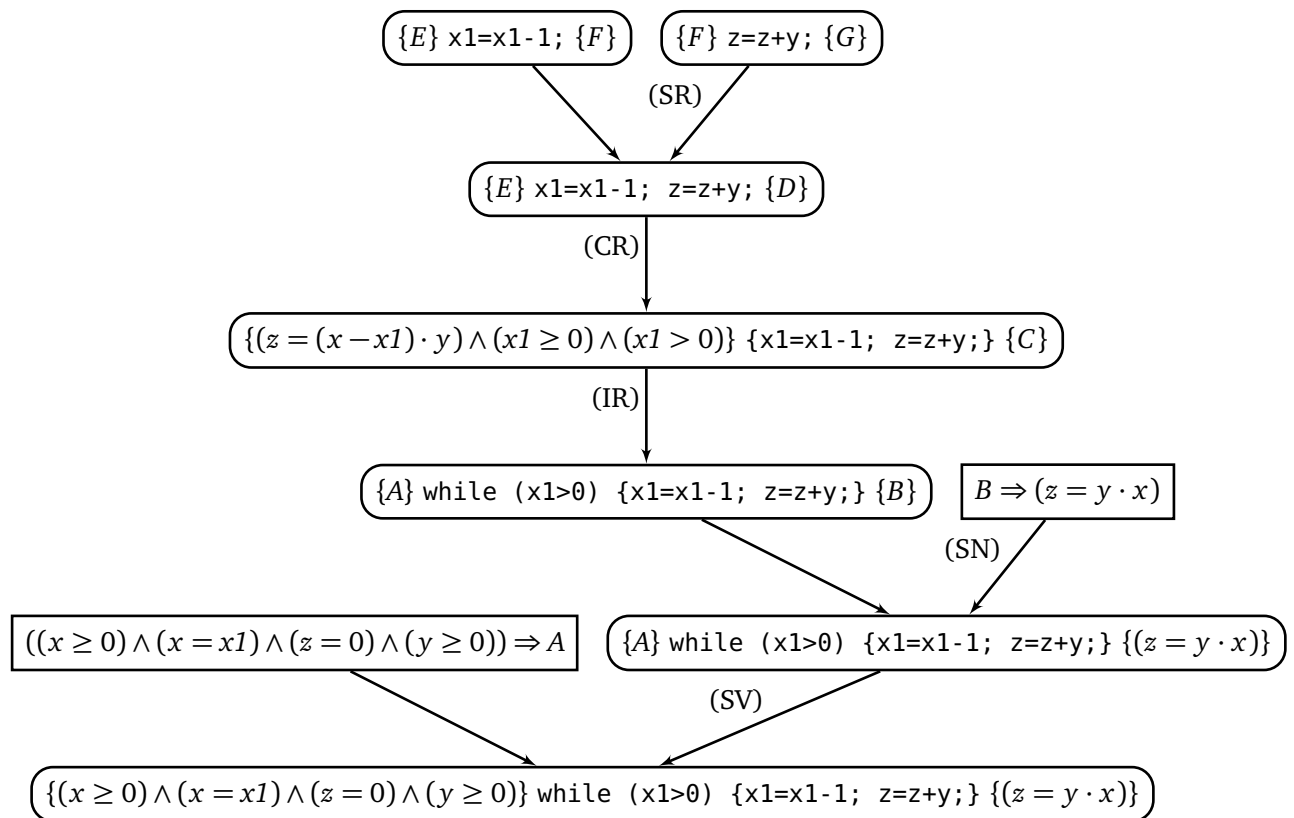 {E} x1=x1-1; {F} {F} z=z+y; {G}
(SR)
{E} x1=x1-1; z=z+y; {D}
(CR)
{(z = (x − x1) · y) ∧ (x1 ≥ 0) ∧ (x1 > 0)} {x1=x1-1; z=z+y;} {C}
(IR)
{A} while (x1>0) {x1=x1-1; z=z+y;} {B} B ⇒ (z = y · x)
(SN)
((x ≥ 0) ∧ (x = x1) ∧ (z = 0) ∧ (y ≥ 0)) ⇒ A {A} while (x1>0) {x1=x1-1; z=z+y;} {(z = y · x)}
(SV)
{(x ≥ 0) ∧ (x = x1) ∧ (z = 0) ∧ (y ≥ 0)} while (x1>0) {x1=x1-1; z=z+y;} {(z = y · x)}